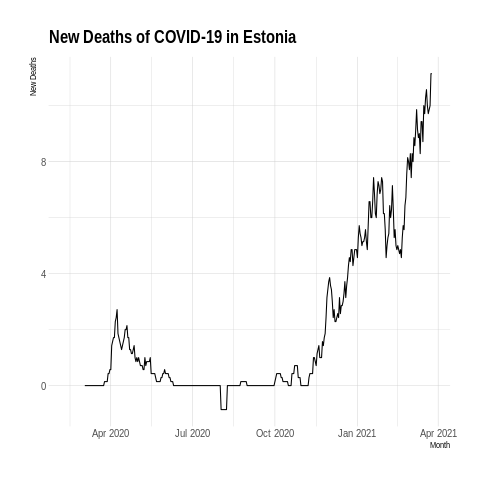 New Deaths of COVID-19 in Estonia
New Deaths
8
4
0
Apr 2020 Jul 2020 Oct 2020 Jan 2021 Apr 2021
Month